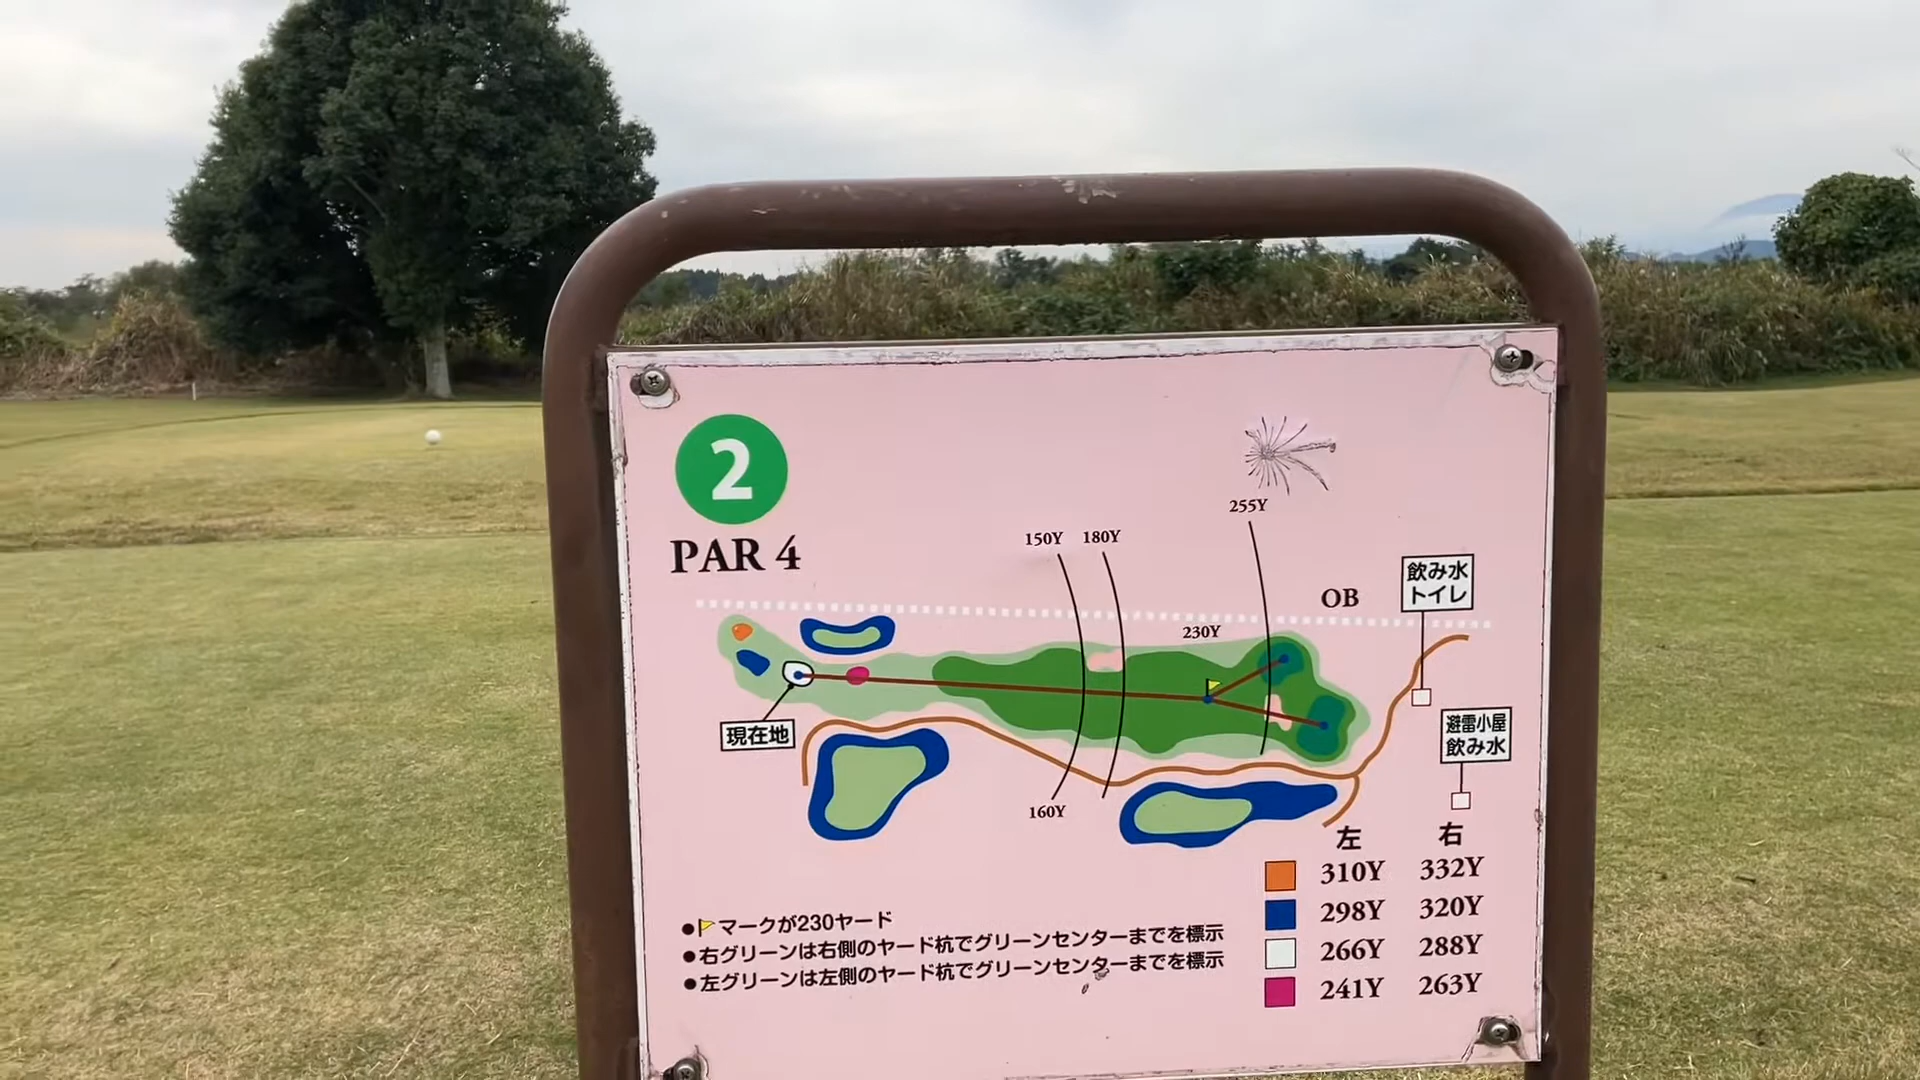 2
PAR 4
255Y
150Y 180Y
飲み水
トイレ
OB
230Y
現在地
避雷小屋
飲み水
160Y
左 右
310Y 332Y
298Y 320Y
266Y 288Y
241Y 263Y
●マークが230ヤード
●右グリーンは右側のヤード杭でグリーンセンターまでを標示
●左グリーンは左側のヤード杭でグリーンセンターまでを標示